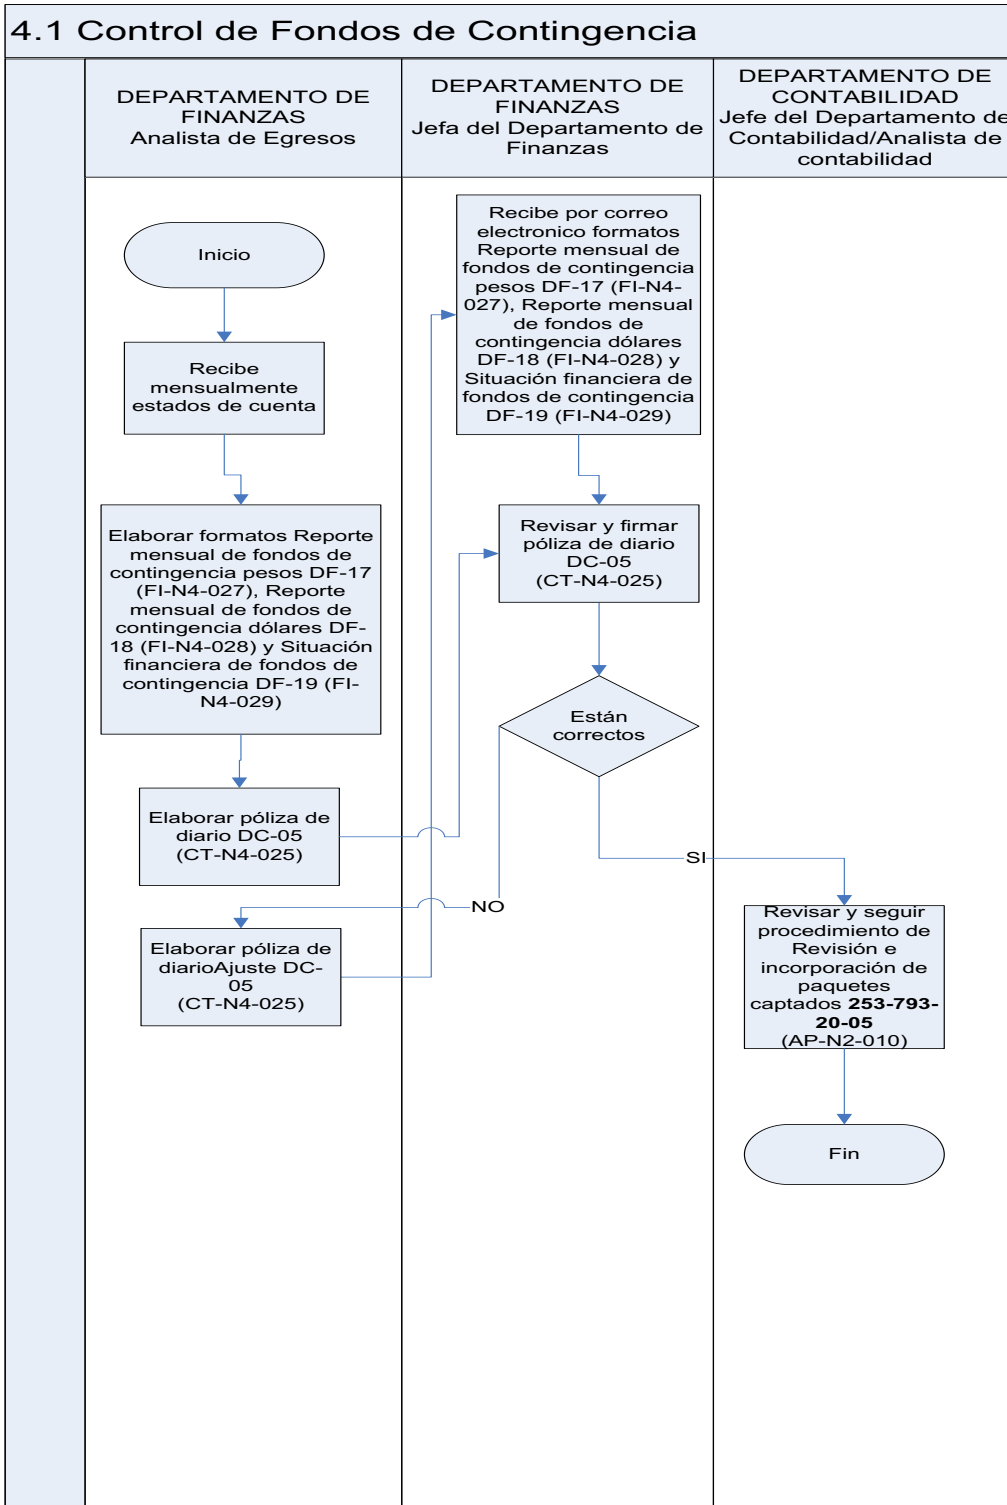 4.1 Control de Fondos de Contingencia
DEPARTAMENTO DE
FINANZAS
Analista de Egresos
DEPARTAMENTO DE
FINANZAS
Jefa del Departamento de
Finanzas
DEPARTAMENTO DE
CONTABILIDAD
Jefe del Departamento de
Contabilidad/Analista de
contabilidad
Inicio
Recibe
mensualmente
estados de cuenta
Elaborar formatos Reporte
mensual de fondos de
contingencia pesos DF-17
(FI-N4-027), Reporte
mensual de fondos de
contingencia dólares DF-
18 (FI-N4-028) y Situación
financiera de fondos de
contingencia DF-19 (FI-
N4-029)
Elaborar póliza de
diario DC-05
(CT-N4-025)
Elaborar póliza de
diarioAjuste DC-
05
(CT-N4-025)
Recibe por correo
electronico formatos
Reporte mensual de
fondos de contingencia
pesos DF-17 (FI-N4-
027), Reporte mensual
de fondos de
contingencia dólares
DF-18 (FI-N4-028) y
Situación financiera de
fondos de contingencia
DF-19 (FI-N4-029)
Revisar y firmar
póliza de diario
DC-05
(CT-N4-025)
Están
correctos
SI
NO
Revisar y seguir
procedimiento de
Revisión e
incorporación de
paquetes
captados 253-793-
20-05
(AP-N2-010)
Fin